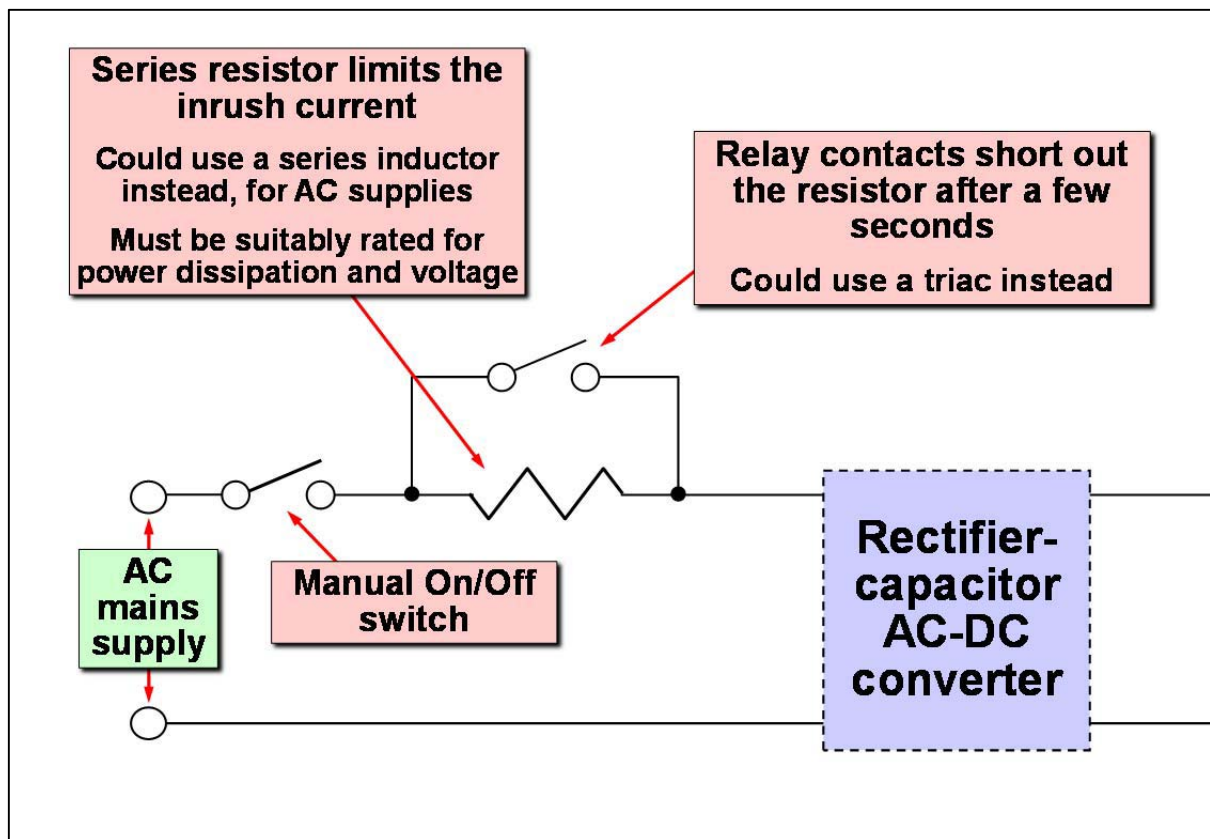 Series resistor limits the
inrush current
Could use a series inductor
instead, for AC supplies
Must be suitably rated for
power dissipation and voltage
Relay contacts short out
the resistor after a few
seconds
Could use a triac instead
AC
mains
supply
Manual On/Off
switch
Rectifier-
capacitor
AC-DC
converter